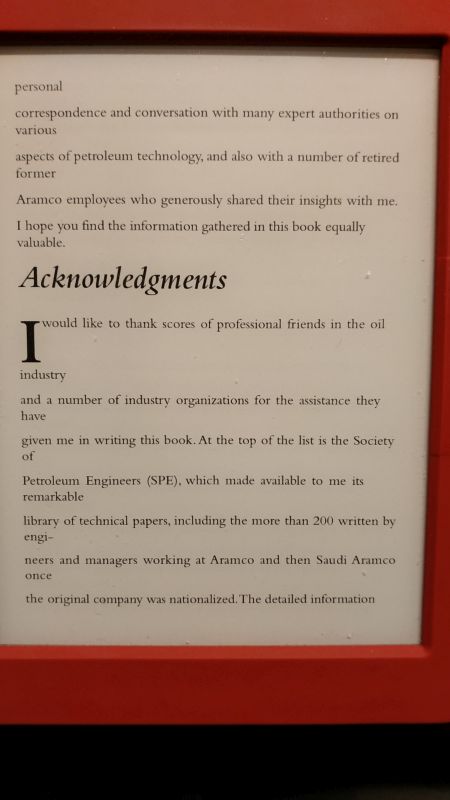 personal
correspondence and conversation with many expert authorities on
various
aspects of petroleum technology, and also with a number of retired
former
Aramco employees who generously shared their insights with me.
I hope you find the information gathered in this book equally
valuable.
Acknowledgments
I would like to thank scores of professional friends in the oil
industry
and a number of industry organizations for the assistance they
have
given me in writing this book. At the top of the list is the Society
of
Petroleum Engineers (SPE), which made available to me its
remarkable
library of technical papers, including the more than 200 written by
engi-
neers and managers working at Aramco and then Saudi Aramco
once
the original company was nationalized. The detailed information